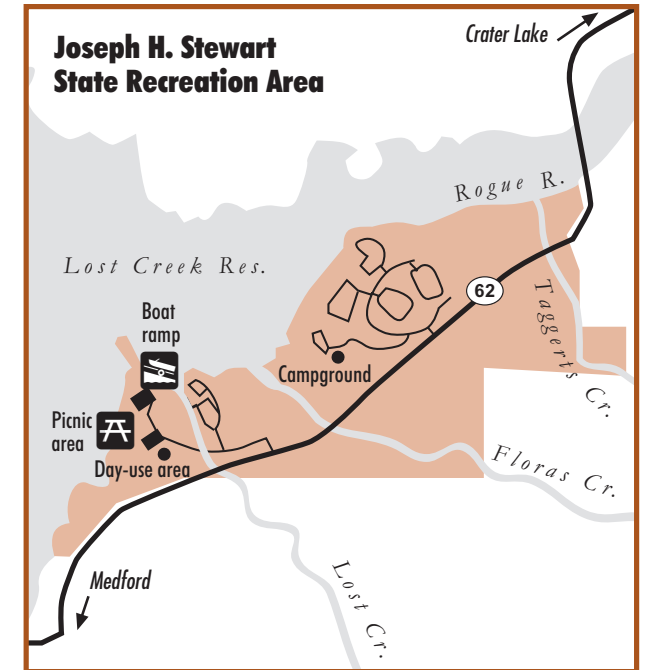 Joseph H. Stewart
State Recreation Area
Crater Lake
Rogue R.
Lost Creek Res.
62
Boat
ramp
Taggerts Cr.
Campground
Picnic
area
Day-use area
Floras Cr.
Lost Cr.
Medford